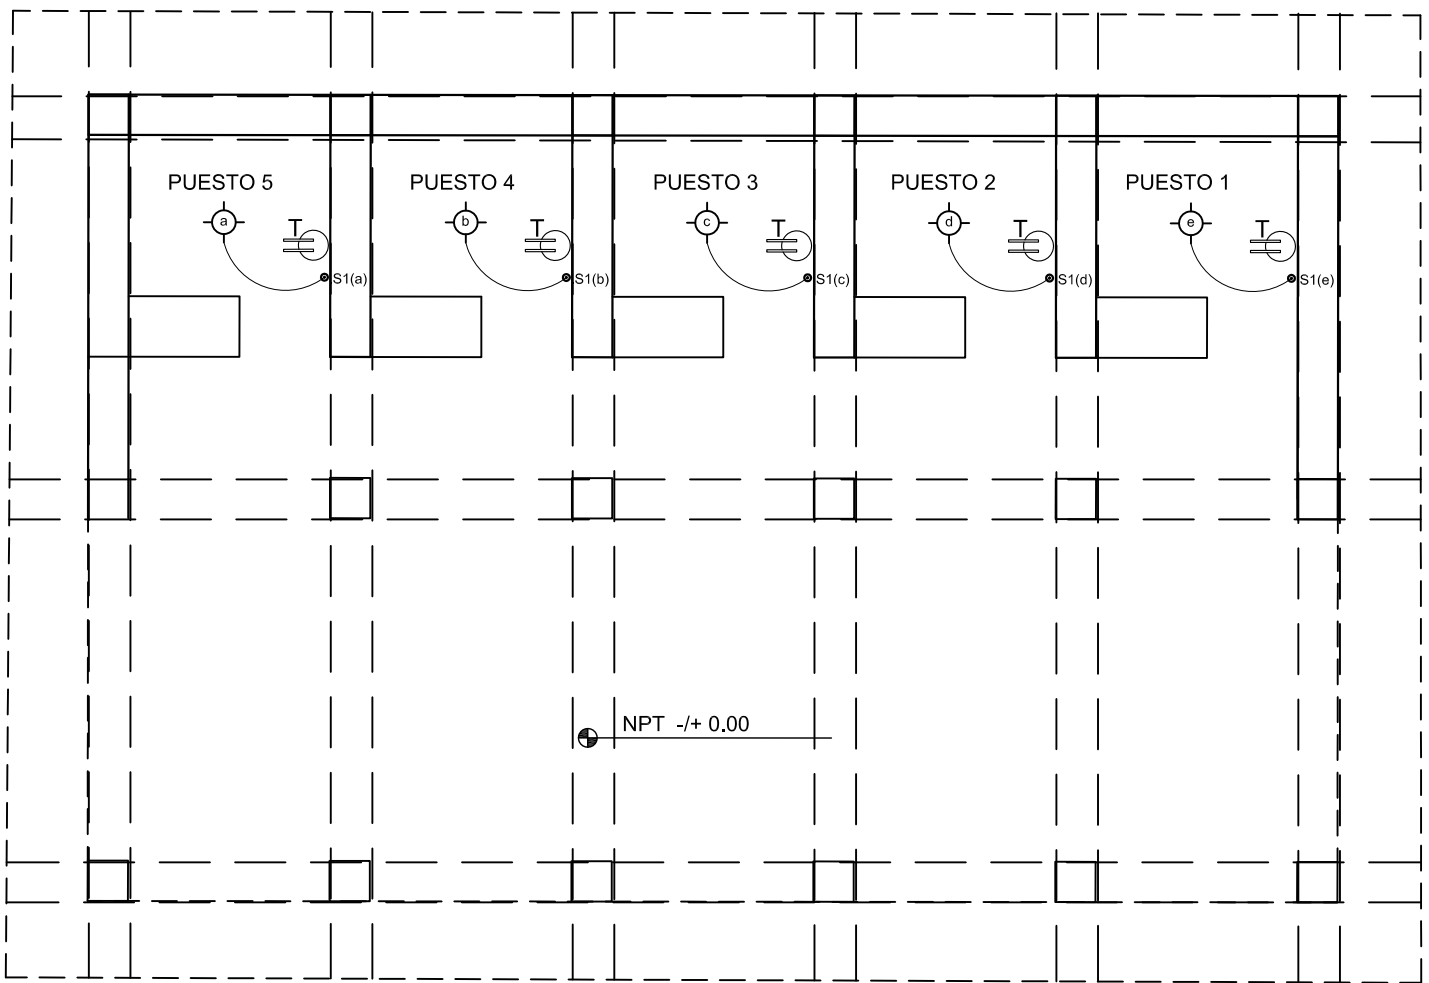 PUESTO 5
PUESTO 4
PUESTO 3
PUESTO 2
PUESTO 1
a
T
S1(a)
b
T
S1(b)
c
T
S1(c)
d
T
S1(d)
e
T
S1(e)
NPT -/+ 0.00